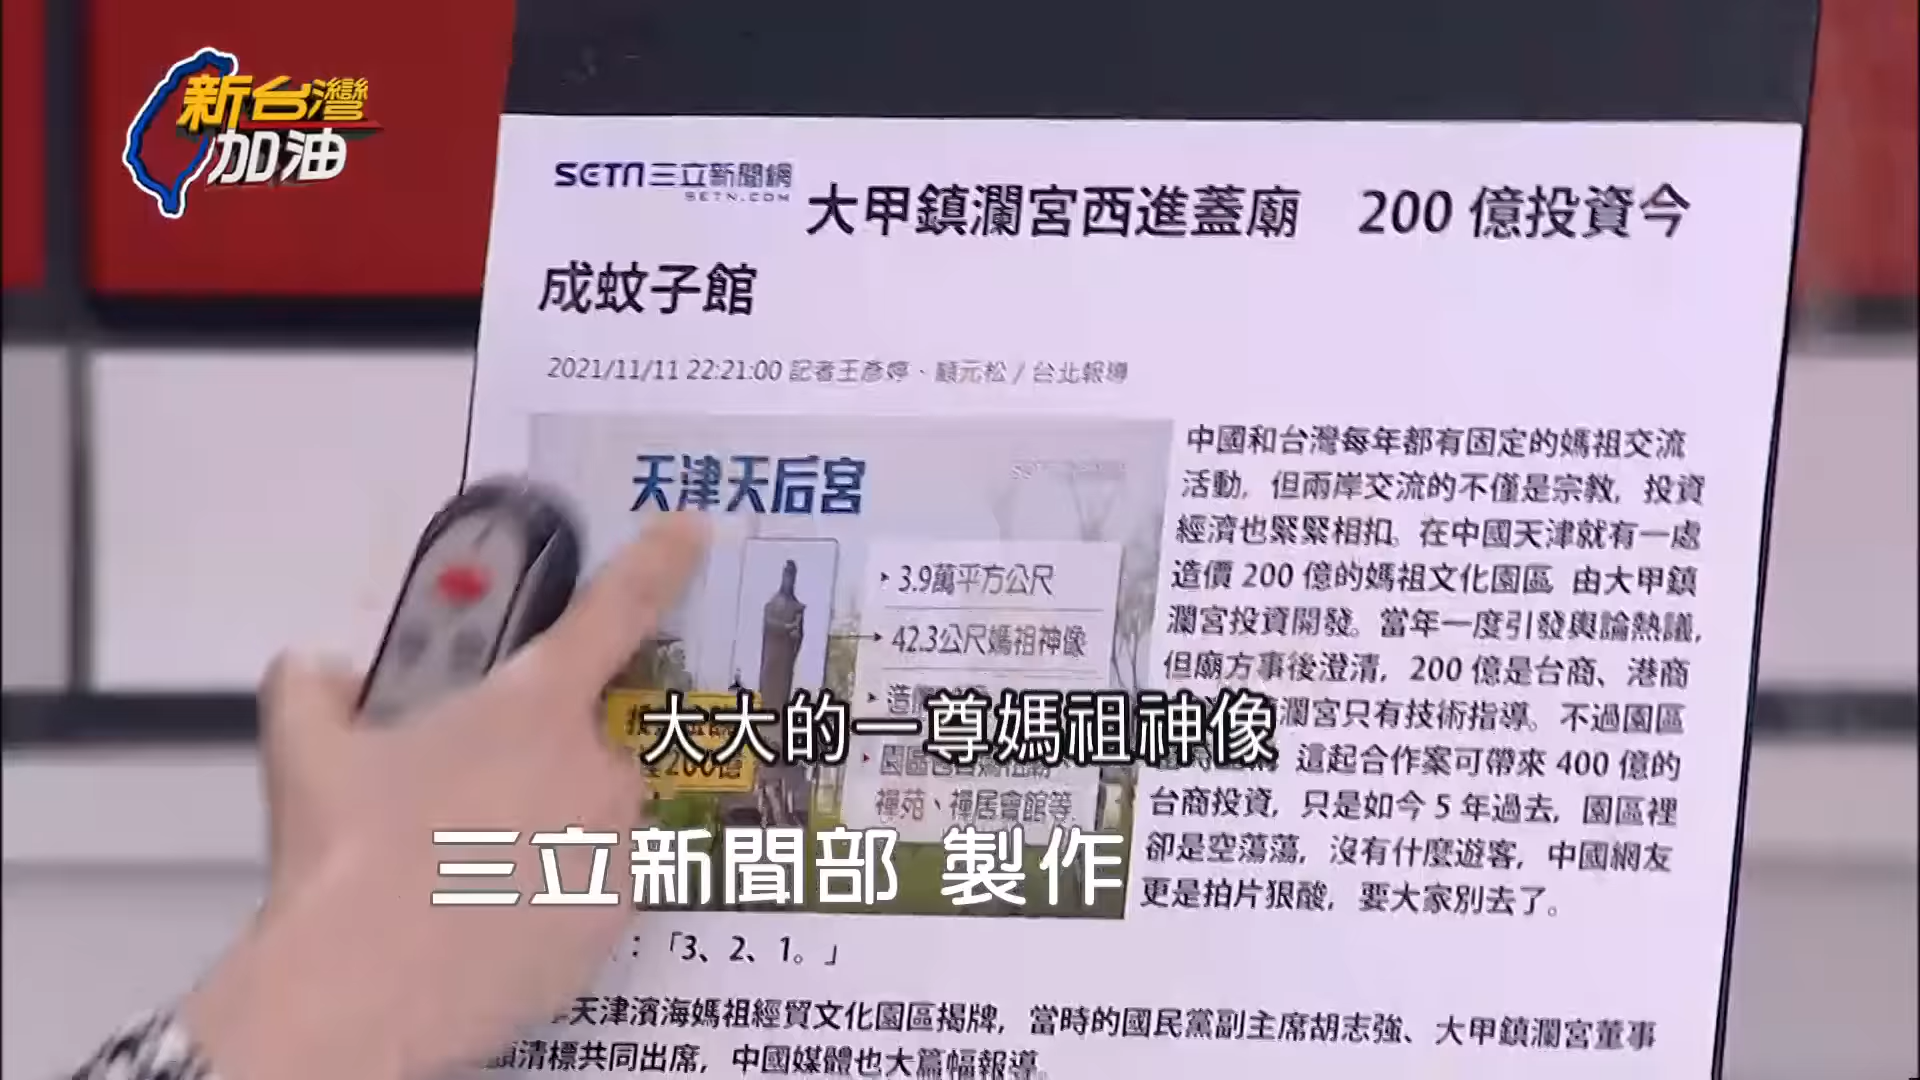 新台灣
加油
SETN三立新聞網
SETN.COM
大甲鎮瀾宮西進蓋廟 200 億投資今
成蚊子館
2021/11/11 22:21:00 記者王彥婷、顧元松 / 台北報導
天津天后宮
3.9萬平方公尺
42.3公尺媽祖神像
禪苑、禪居會館等
中國和台灣每年都有固定的媽祖交流
活動，但兩岸交流的不僅是宗教，投資
經濟也緊緊相扣。在中國天津就有一處
造價 200 億的媽祖文化園區 由大甲鎮
瀾宮投資開發。當年一度引發輿論熱議，
但廟方事後澄清，200 億是台商、港商
瀾宮只有技術指導。不過園區
這起合作案可帶來 400 億的
台商投資，只是如今 5 年過去，園區裡
卻是空蕩蕩，沒有什麼遊客，中國網友
更是拍片狠酸，要大家別去了。
大大的一尊媽祖神像
三立新聞部 製作
：「3、2、1。」
天津濱海媽祖經貿文化園區揭牌，當時的國民黨副主席胡志強、大甲鎮瀾宮董事
清標共同出席，中國媒體也大篇幅報導。